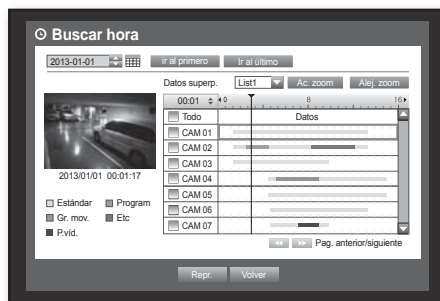 Buscar hora
2013-01-01 ir al primero Ir al último
Datos superp. List1 Ac. zoom Alej. zoom
00:01 0 8 16
Todo Datos
CAM 01
CAM 02
CAM 03
CAM 04
CAM 05
CAM 06
CAM 07
2013/01/01 00:01:17
Estándar Program
Gr. mov. Etc
P.víd.
Pag. anterior/siguiente
Repr. Volver